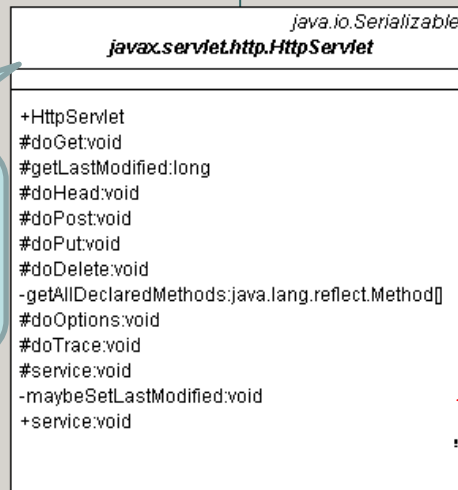 java.io.Serializable
javax.servlet.http.HttpServlet
+HttpServlet
#doGet:void
#getLastModified:long
#doHead:void
#doPost:void
#doPut:void
#doDelete:void
-getAllDeclaredMethods:java.lang.reflect.Method[]
#doOptions:void
#doTrace:void
#service:void
-maybeSetLastModified:void
+service:void